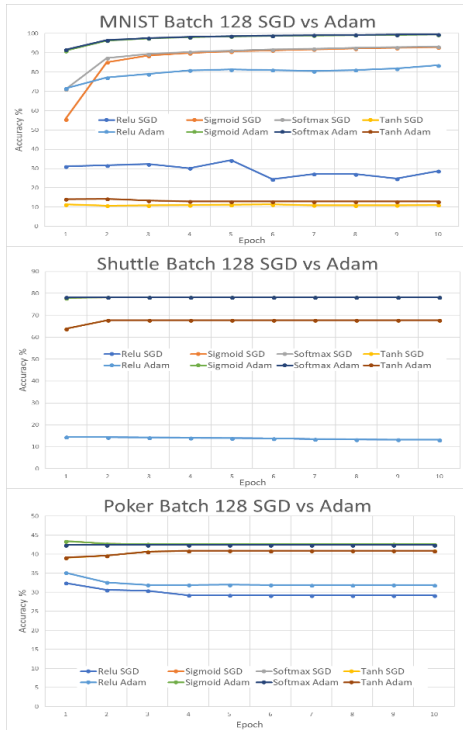 MNIST Batch 128 SGD vs Adam
100
90
80
70
60
50
40
30
20
10
0
Accuracy %
Relu SGD Sigmoid SGD Softmax SGD Tanh SGD
Relu Adam Sigmoid Adam Softmax Adam Tanh Adam
1 2 3 4 5 6 7 8 9 10
Epoch
Shuttle Batch 128 SGD vs Adam
90
80
70
60
50
40
30
20
10
0
Accuracy %
Relu SGD Sigmoid SGD Softmax SGD Tanh SGD
Relu Adam Sigmoid Adam Softmax Adam Tanh Adam
1 2 3 4 5 6 7 8 9 10
Epoch
Poker Batch 128 SGD vs Adam
50
45
40
35
30
25
20
15
10
5
0
Accuracy %
Relu SGD Sigmoid SGD Softmax SGD Tanh SGD
Relu Adam Sigmoid Adam Softmax Adam Tanh Adam
1 2 3 4 5 6 7 8 9 10
Epoch